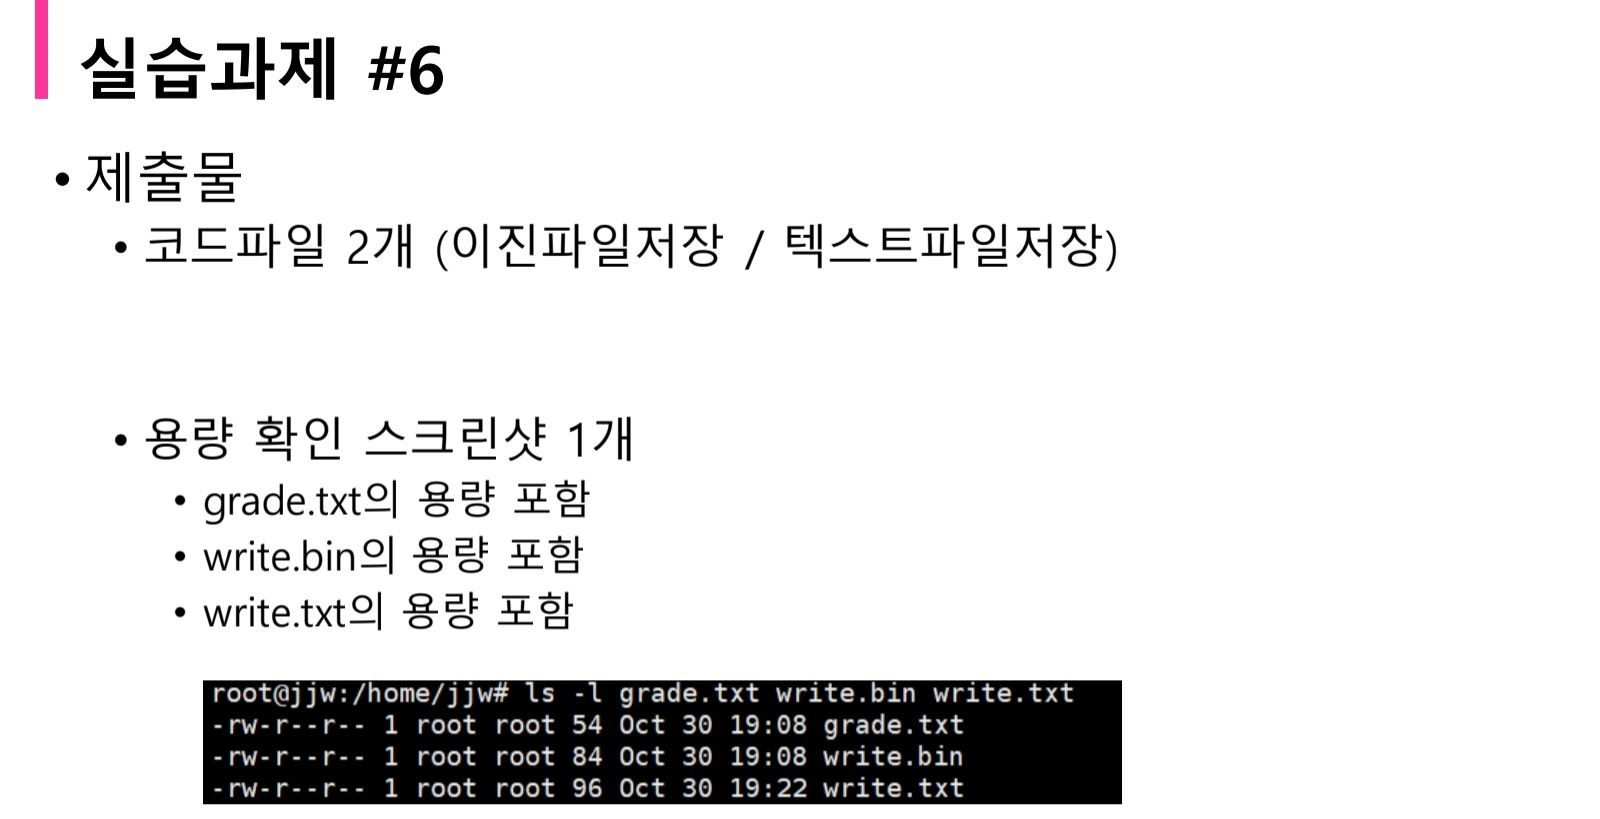 실습과제 #6
• 제출물
• 코드파일 2개 (이진파일저장 / 텍스트파일저장)
• 용량 확인 스크린샷 1개
• grade.txt의 용량 포함
• write.bin의 용량 포함
• write.txt의 용량 포함
root@jjw:/home/jjw# ls -l grade.txt write.bin write.txt
-rw-r--r-- 1 root root 54 Oct 30 19:08 grade.txt
-rw-r--r-- 1 root root 84 Oct 30 19:08 write.bin
-rw-r--r-- 1 root root 96 Oct 30 19:22 write.txt